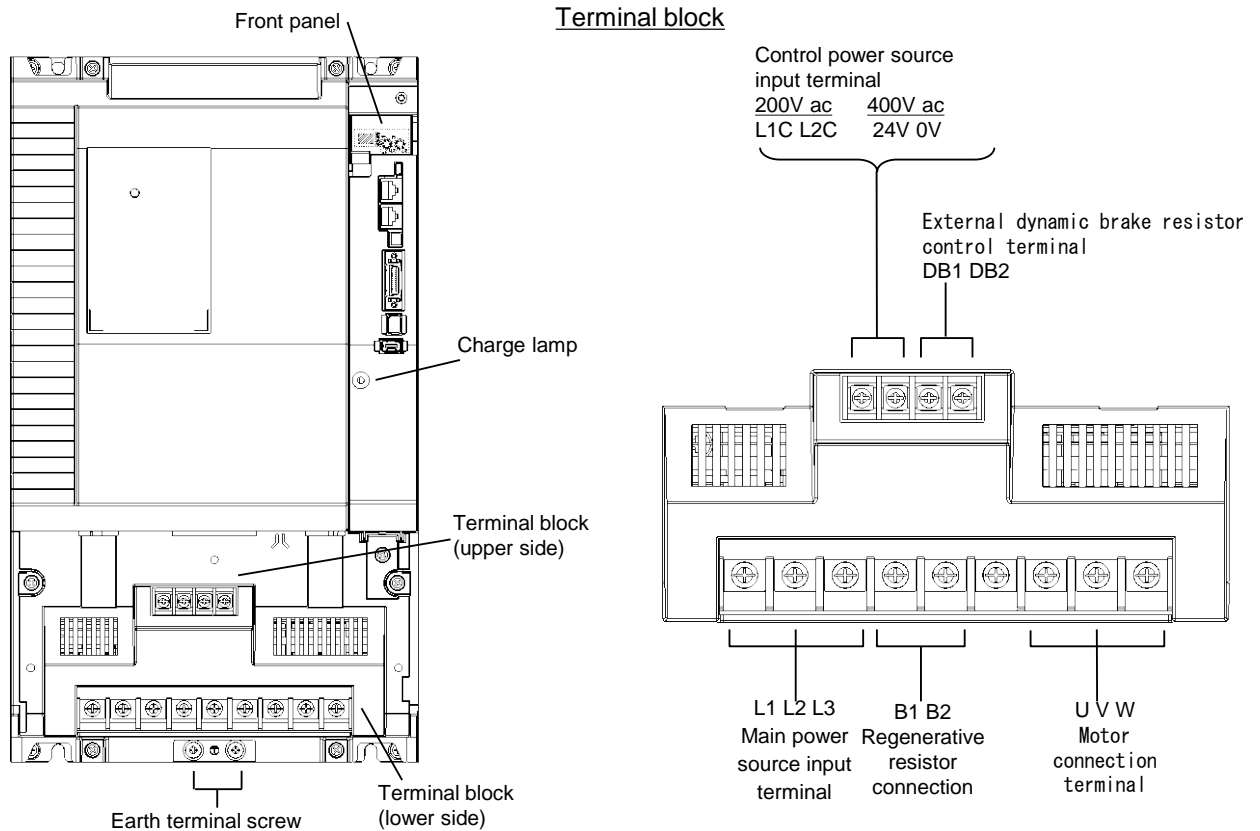 Terminal block
Front panel
Control power source
input terminal
200V ac 400V ac
L1C L2C 24V 0V
External dynamic brake resistor
control terminal
DB1 DB2
Charge lamp
Terminal block
(upper side)
L1 L2 L3
Main power
source input
terminal
B1 B2
Regenerative
resistor
connection
U V W
Motor
connection
terminal
Terminal block
(lower side)
Earth terminal screw